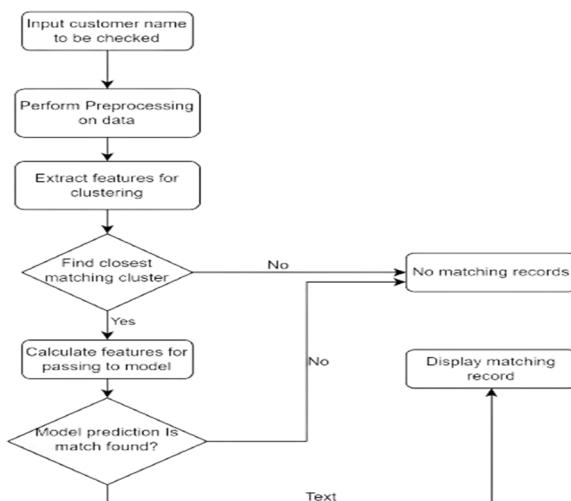 Input customer name
to be checked
Perform Preprocessing
on data
Extract features for
clustering
Find closest
matching cluster
No
No matching records
Yes
Calculate features for
passing to model
No
Display matching
record
Model prediction Is
match found?
Text